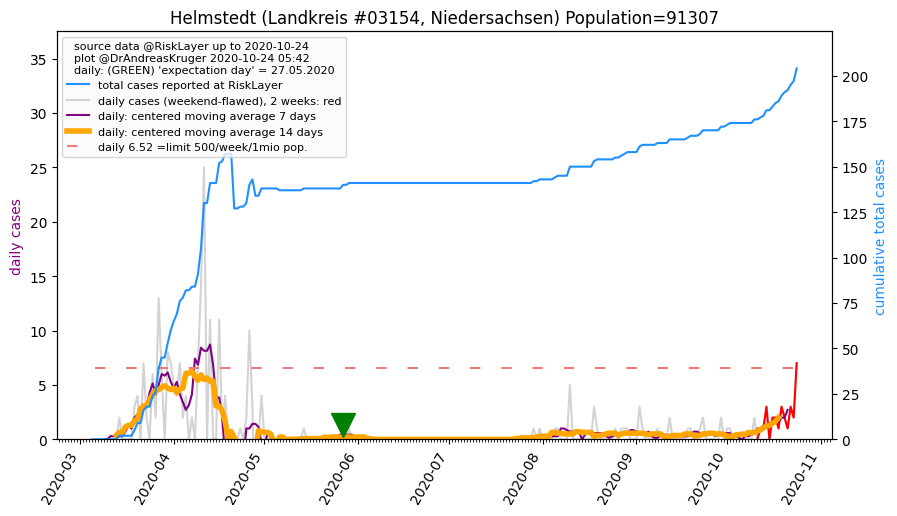 Helmstedt (Landkreis #03154, Niedersachsen) Population=91307
source data @RiskLayer up to 2020-10-24
plot @DrAndreasKruger 2020-10-24 05:42
daily: (GREEN) 'expectation day' = 27.05.2020
total cases reported at RiskLayer
daily cases (weekend-flawed), 2 weeks: red
daily: centered moving average 7 days
daily: centered moving average 14 days
daily 6.52 =limit 500/week/1mio pop.
daily cases
35
30
25
20
15
10
5
0
cumulative total cases
200
175
150
125
100
75
50
25
0
2020-03
2020-04
2020-05
2020-06
2020-07
2020-08
2020-09
2020-10
2020-11